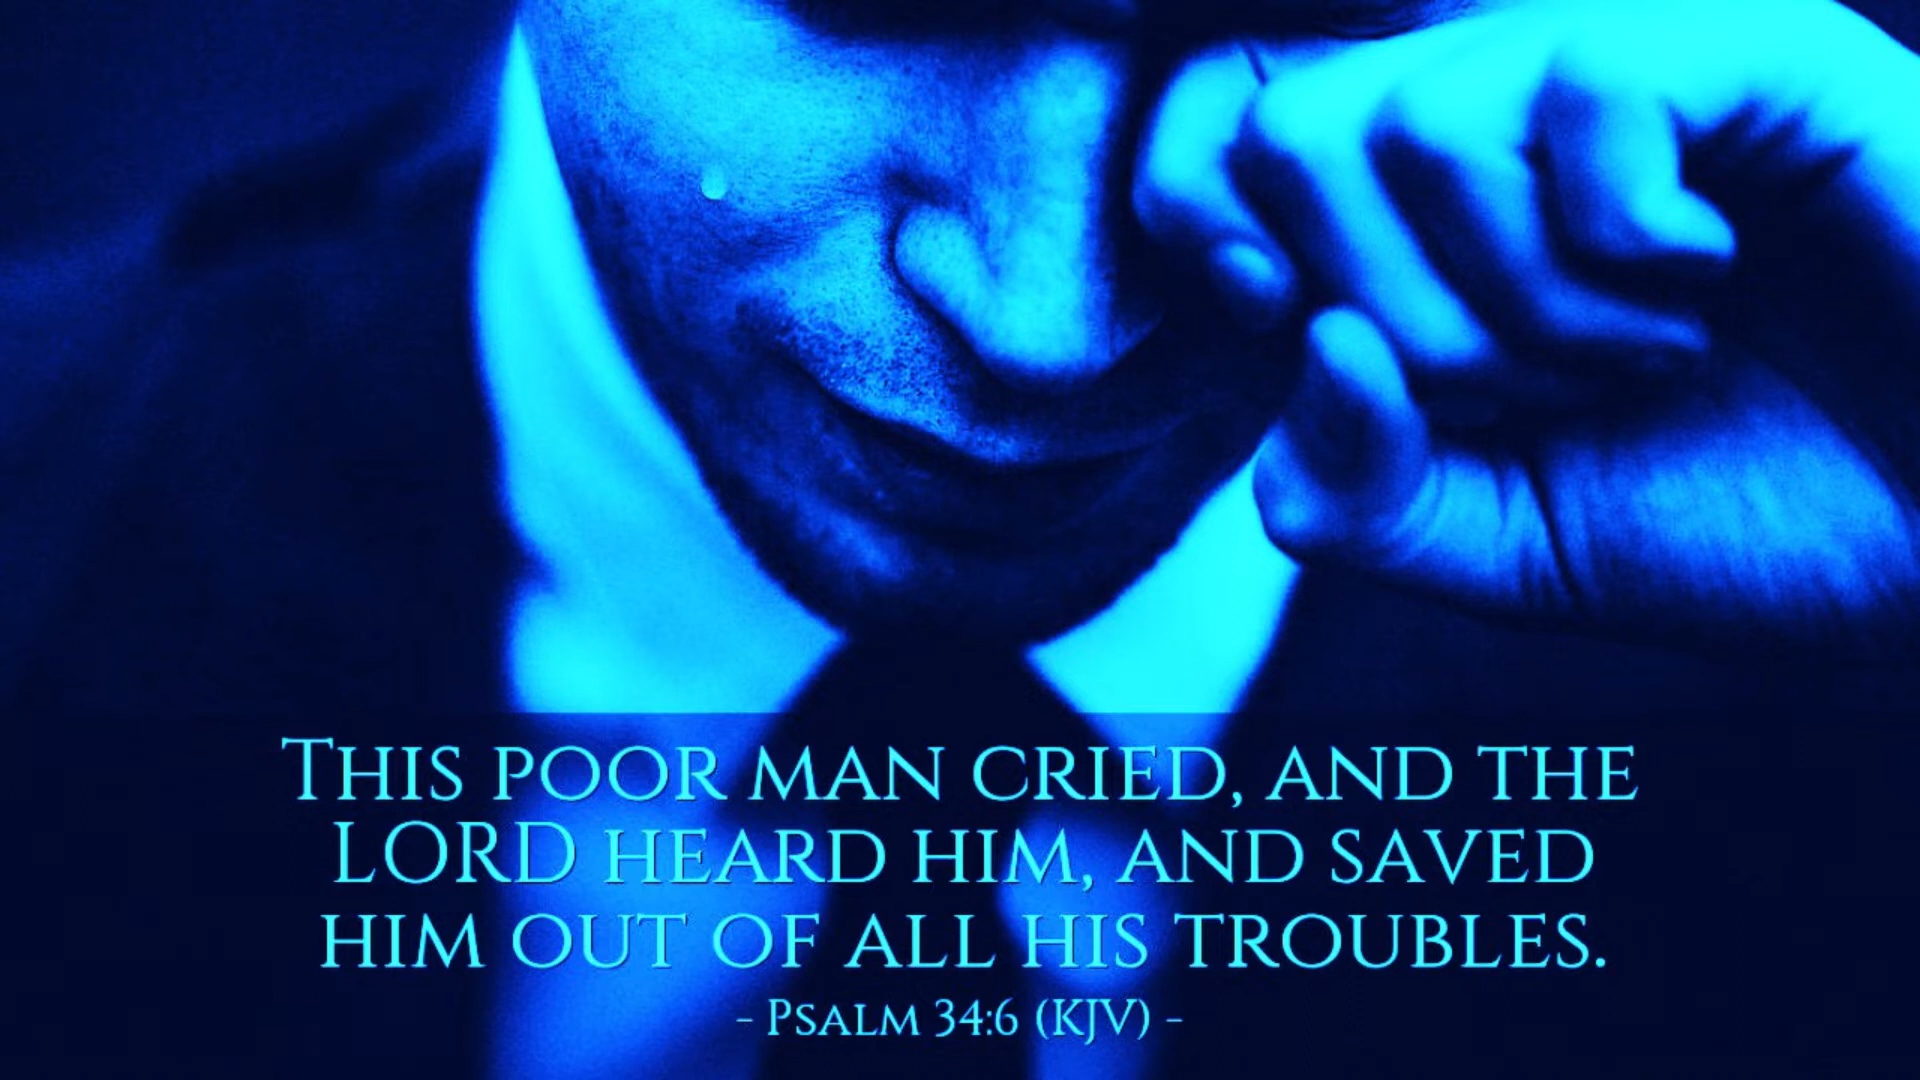 This poor man cried, and the
LORD heard him, and saved
him out of all his troubles.
- Psalm 34:6 (KJV) -